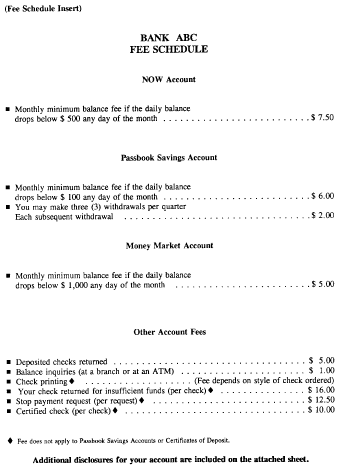 (Fee Schedule Insert)
BANK ABC
FEE SCHEDULE
NOW Account
■ Monthly minimum balance fee if the daily balance
drops below $ 500 any day of the month . . . . . . . . . . . . . . . . . . . . . . . . . . $ 7.50
Passbook Savings Account
■ Monthly minimum balance fee if the daily balance
drops below $ 100 any day of the month . . . . . . . . . . . . . . . . . . . . . . . . . . $ 6.00
■ You may make three (3) withdrawals per quarter
Each subsequent withdrawal . . . . . . . . . . . . . . . . . . . . . . . . . . . . . . . . . $ 2.00
Money Market Account
■ Monthly minimum balance fee if the daily balance
drops below $ 1,000 any day of the month . . . . . . . . . . . . . . . . . . . . . . . . $ 5.00
Other Account Fees
■ Deposited checks returned . . . . . . . . . . . . . . . . . . . . . . . . . . . . . . . . . . $ 5.00
■ Balance inquiries (at a branch or at an ATM) . . . . . . . . . . . . . . . . . . . . . . $ 1.00
■ Check printing ♦ . . . . . . . . . . . . . . . . . (Fee depends on style of check ordered)
■ Your check returned for insufficient funds (per check) ♦ . . . . . . . . . . . . . . $ 16.00
■ Stop payment request (per request) ♦ . . . . . . . . . . . . . . . . . . . . . . . . . . . $ 12.50
■ Certified check (per check) ♦ . . . . . . . . . . . . . . . . . . . . . . . . . . . . . . . . $ 10.00
♦ Fee does not apply to Passbook Savings Accounts or Certificates of Deposit.
Additional disclosures for your account are included on the attached sheet.